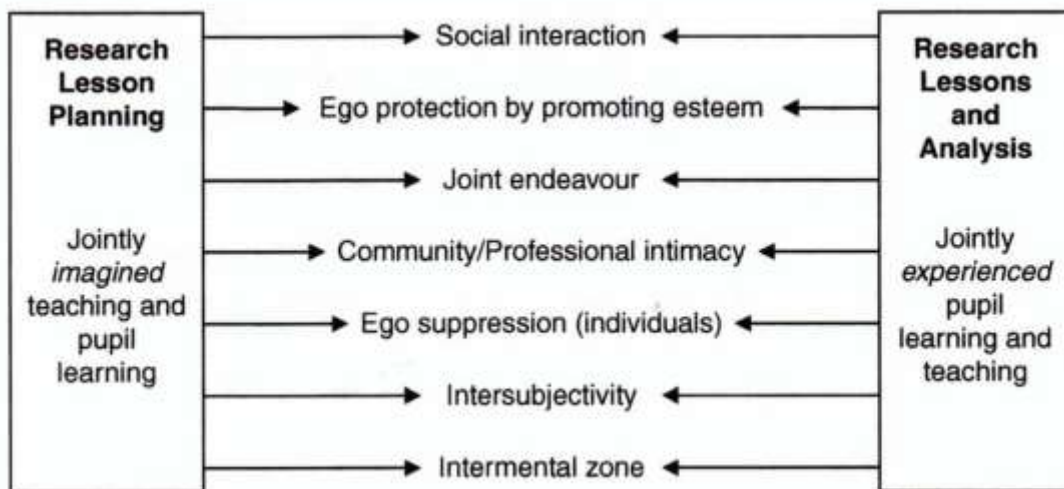 Research
Lesson
Planning
Jointly
imagined
teaching and
pupil
learning
Social interaction
Ego protection by promoting esteem
Joint endeavour
Community/Professional intimacy
Ego suppression (individuals)
Intersubjectivity
Intermental zone
Research
Lessons
and
Analysis
Jointly
experienced
pupil
learning and
teaching